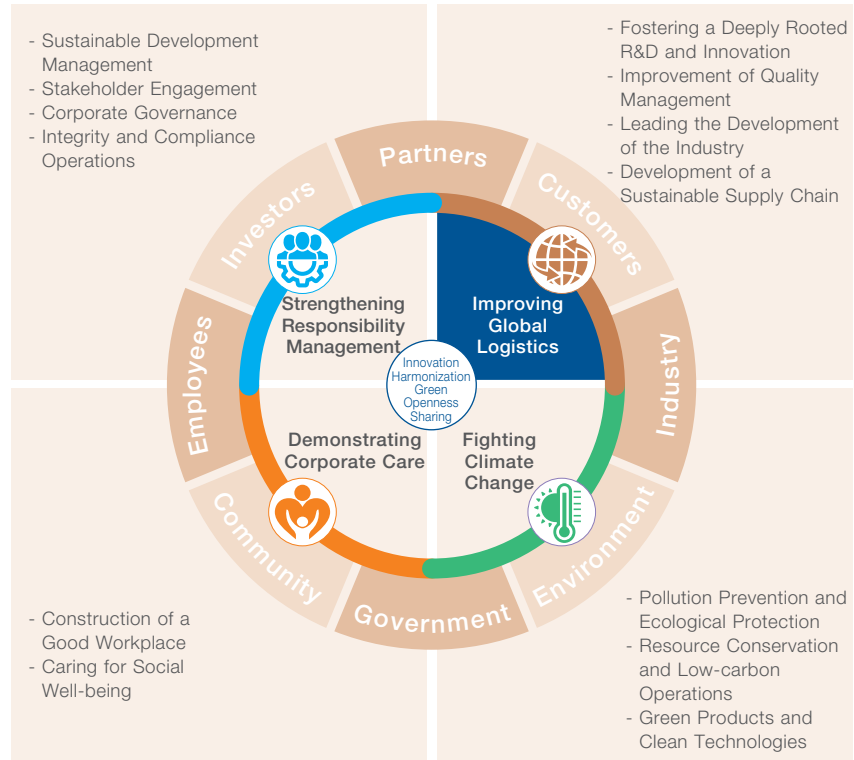 - Sustainable Development
Management
- Stakeholder Engagement
- Corporate Governance
- Integrity and Compliance
Operations
- Fostering a Deeply Rooted
R&D and Innovation
- Improvement of Quality
Management
- Leading the Development
of the Industry
- Development of a
Sustainable Supply Chain
Partners
Investors
Customers
Employees
Industry
Strengthening
Responsibility
Management
Improving
Global
Logistics
Innovation
Harmonization
Green
Openness
Sharing
Demonstrating
Corporate Care
Fighting
Climate
Change
Community
Environment
Government
- Construction of a
Good Workplace
- Caring for Social
Well-being
- Pollution Prevention and
Ecological Protection
- Resource Conservation
and Low-carbon
Operations
- Green Products and
Clean Technologies